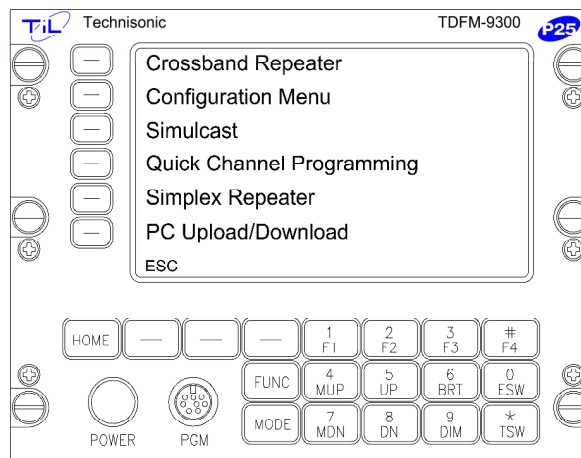 TiL Technisonic TDFM-9300 P25
Crossband Repeater
Configuration Menu
Simulcast
Quick Channel Programming
Simplex Repeater
PC Upload/Download
ESC
HOME 1 F1 2 F2 3 F3 # F4
FUNC 4 MUP 5 UP 6 BRT 0 ESW
MODE 7 MDN 8 DN 9 DIM * TSW
POWER PGM